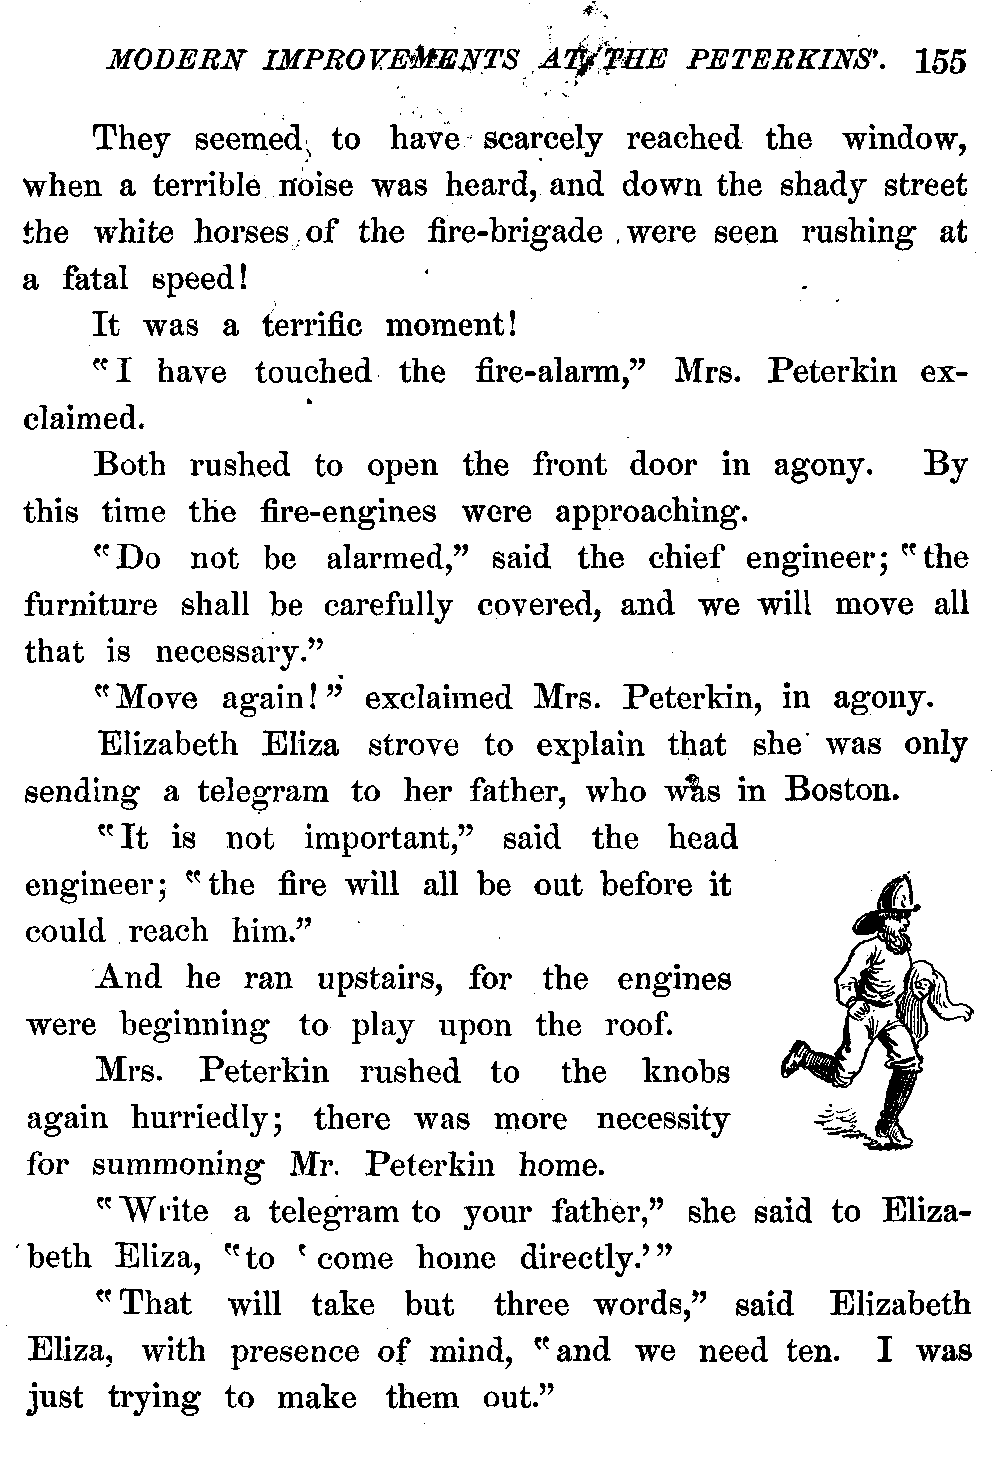 MODERN IMPROVEMENTS AT THE PETERKINS'. 155
They seemed to have scarcely reached the window,
when a terrible noise was heard, and down the shady street
the white horses of the fire-brigade were seen rushing at
a fatal speed!
It was a terrific moment!
"I have touched the fire-alarm," Mrs. Peterkin ex-
claimed.
Both rushed to open the front door in agony. By
this time the fire-engines were approaching.
"Do not be alarmed," said the chief engineer; "the
furniture shall be carefully covered, and we will move all
that is necessary."
"Move again!" exclaimed Mrs. Peterkin, in agony.
Elizabeth Eliza strove to explain that she was only
sending a telegram to her father, who was in Boston.
"It is not important," said the head
engineer; "the fire will all be out before it
could reach him."
And he ran upstairs, for the engines
were beginning to play upon the roof.
Mrs. Peterkin rushed to the knobs
again hurriedly; there was more necessity
for summoning Mr. Peterkin home.
"Write a telegram to your father," she said to Eliza-
beth Eliza, "to 'come home directly.'"
"That will take but three words," said Elizabeth
Eliza, with presence of mind, "and we need ten. I was
just trying to make them out."